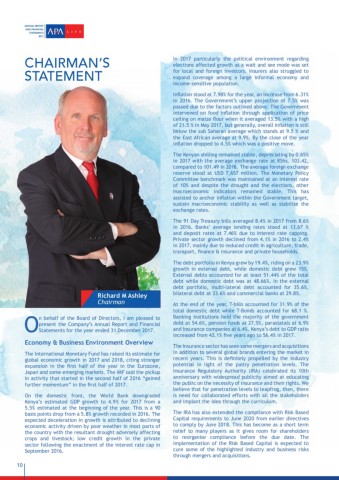 ANNUAL REPORT
AND FINANCIAL
STATEMENTS
2017
APA LIFE
CHAIRMAN'S
STATEMENT
Richard M Ashley
Chairman
On behalf of the Board of Directors, I am pleased to
present the Company's Annual Report and Financial
Statements for the year ended 31 December 2017.
Economy & Business Environment Overview
The International Monetary Fund has raised its estimate for
global economic growth in 2017 and 2018, citing stronger
expansion in the first half of the year in the Eurozone,
Japan and some emerging markets. The IMF said the pickup
in activity that started in the second half of 2016 "gained
further momentum" in the first half of 2017.
On the domestic front, the World Bank downgraded
Kenya's estimated GDP growth to 4.9% for 2017 from a
5.5% estimated at the beginning of the year. This is a 90
basis points drop from a 5.8% growth recorded in 2016. The
expected deceleration in growth is attributed to declining
economic activity driven by poor weather in most parts of
the country with the resultant drought adversely affecting
crops and livestock; low credit growth in the private
sector following the enactment of the interest rate cap in
September 2016.
In 2017 particularly the political environment regarding
elections affected growth as a wait and see mode was set
for local and foreign investors. Insurers also struggled to
expand coverage among a large informal economy and
income-sensitive population.
Inflation stood at 7.98% for the year, an increase from 6.31%
in 2016. The Government's upper projection of 7.5% was
passed due to the factors outlined above. The Government
intervened on food inflation through application of price
ceiling on maize flour when it averaged 13.5% with a high
of 21.5 % in May 2017, but generally, overall inflation is still
below the sub Saharan average which stands at 9.5 % and
the East African average at 9.9%. By the close of the year
inflation dropped to 4.5% which was a positive move.
The Kenyan shilling remained stable, depreciating by 0.85%
in 2017 with the average exchange rate at KShs. 103.42,
compared to 101.49 in 2016. The average foreign exchange
reserve stood at USD 7,657 million. The Monetary Policy
Committee benchmark was maintained at an interest rate
of 10% and despite the drought and the elections, other
macroeconomic indicators remained stable. This has
assisted to anchor inflation within the Government target,
sustain macroeconomic stability as well as stabilize the
exchange rates.
The 91 Day Treasury bills averaged 8.4% in 2017 from 8.6%
in 2016. Banks' average lending rates stood at 13.67 %
and deposit rates at 7.40% due to interest rate capping.
Private sector growth declined from 4.1% in 2016 to 2.4%
in 2017, mainly due to reduced credit in agriculture, trade,
transport, finance & insurance and private households.
The debt portfolio in Kenya grew by 19.4%, riding on a 23.9%
growth in external debt, while domestic debt grew 15%.
External debts accounted for at least 51.44% of the total
debt while domestic debt was at 48.66%. In the external
debt portfolio, multi-lateral debt accounted for 35.6%,
bilateral debt at 33.6% and commercial banks at 29.8%.
At the end of the year, T-bills accounted for 31.9% of the
total domestic debt while T-Bonds accounted for 68.1 %.
Banking institutions held the majority of the government
debt at 54.6%, pension funds at 27.5%, parastatals at 6.9%
and insurance companies at 6.4%. Kenya's debt to GDP ratio
increased from 42.1% five years ago to 56.4% in 2017.
The insurance sector has seen some mergers and acquisitions
in addition to several global brands entering the market in
recent years. This is definitely propelled by the industry
potential in light of the paltry penetration levels. The
Insurance Regulatory Authority (IRA) celebrated its 10th
anniversary with widespread publicity aimed at educating
the public on the necessity of insurance and their rights. We
believe that for penetration levels to leapfrog, then, there
is need for collaborated efforts with all the stakeholders
and implant the idea through the curriculum.
The IRA has also extended the compliance with Risk Based
Capital requirements to June 2020 from earlier directives
to comply by June 2018. This has become as a short term
relief to many players as it gives room for shareholders
to reorganise compliance before the due date. The
implementation of the Risk Based Capital is expected to
cure some of the highlighted industry and business risks
through mergers and acquisitions.
10